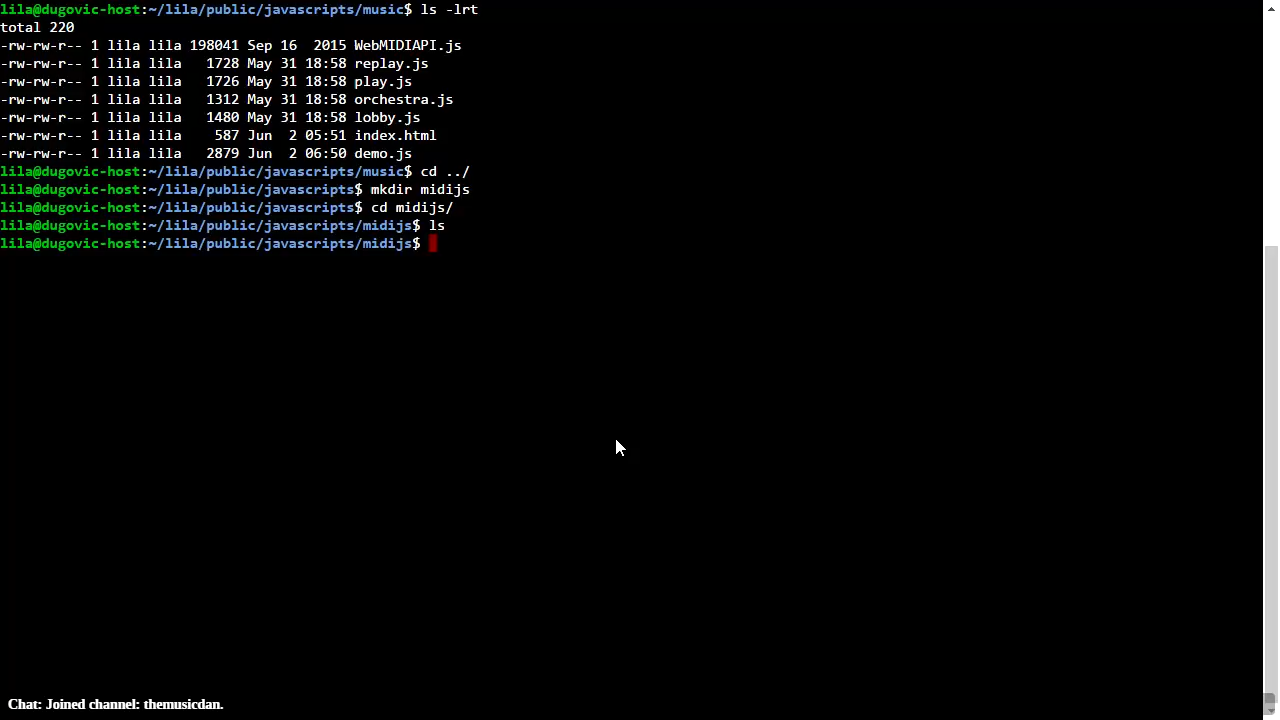 lila@dugovic-host:~/lila/public/javascripts/music$ ls -lrt
total 220
-rw-rw-r-- 1 lila lila 198041 Sep 16  2015 WebMIDIAPI.js
-rw-rw-r-- 1 lila lila   1728 May 31 18:58 replay.js
-rw-rw-r-- 1 lila lila   1726 May 31 18:58 play.js
-rw-rw-r-- 1 lila lila   1312 May 31 18:58 orchestra.js
-rw-rw-r-- 1 lila lila   1480 May 31 18:58 lobby.js
-rw-rw-r-- 1 lila lila    587 Jun  2 05:51 index.html
-rw-rw-r-- 1 lila lila   2879 Jun  2 06:50 demo.js
lila@dugovic-host:~/lila/public/javascripts/music$ cd ../
lila@dugovic-host:~/lila/public/javascripts$ mkdir midijs
lila@dugovic-host:~/lila/public/javascripts$ cd midijs/
lila@dugovic-host:~/lila/public/javascripts/midijs$ ls
lila@dugovic-host:~/lila/public/javascripts/midijs$
Chat: Joined channel: themusicdan.